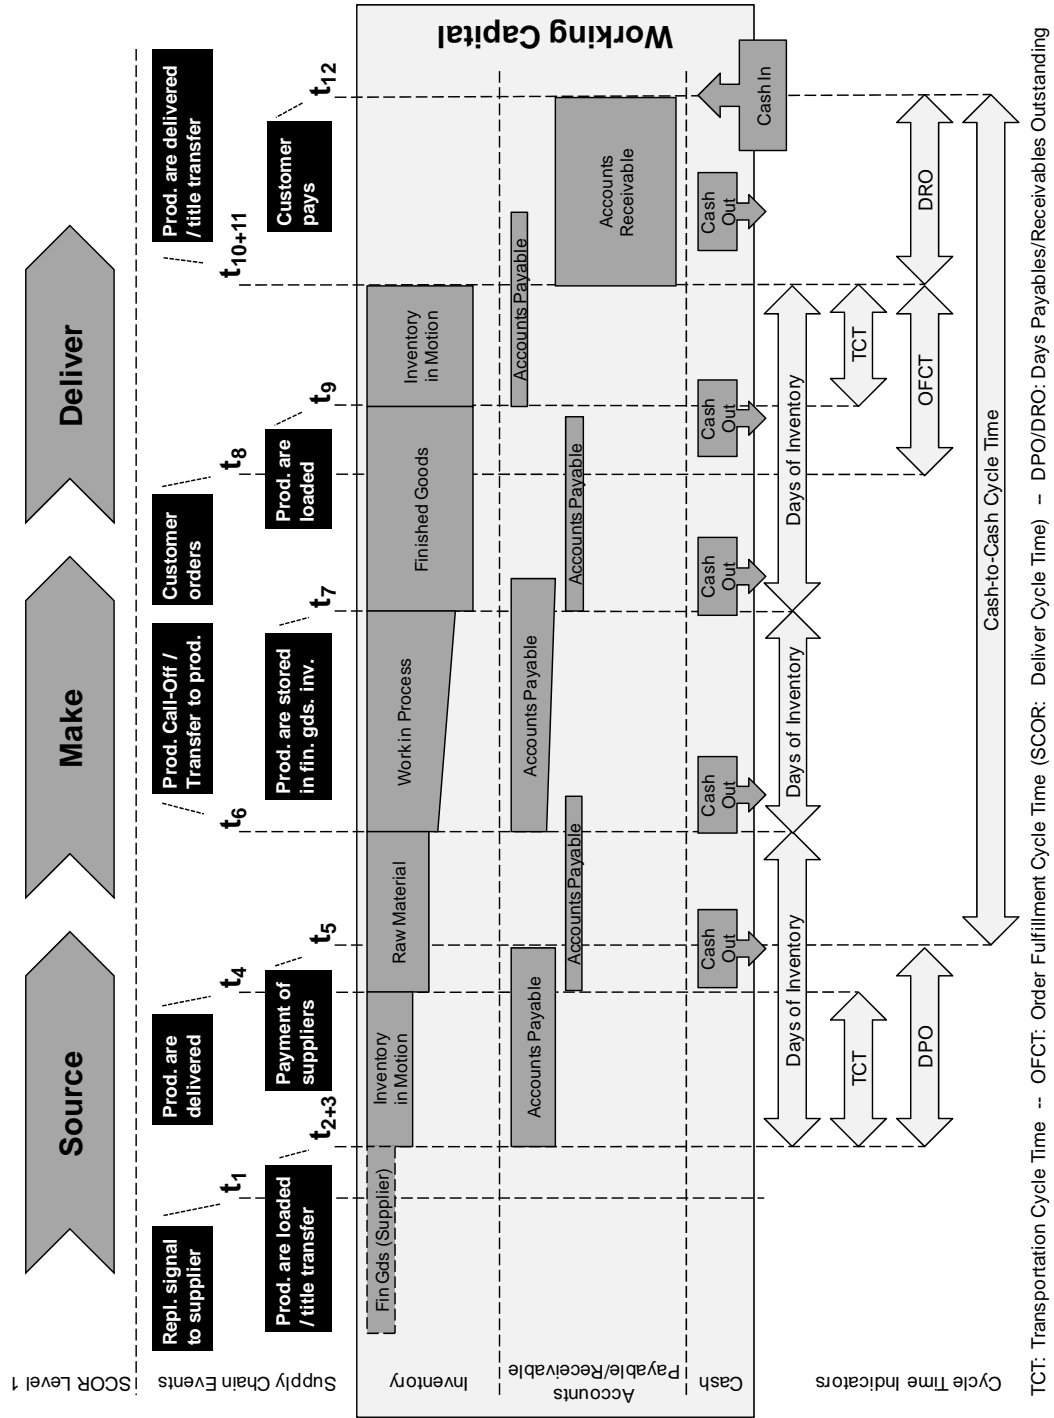 SCOR Level 1
Source
Make
Deliver
Supply Chain Events
Repl. signal
to supplier
Prod. are
delivered
Prod. Call-Off /
Transfer to prod.
Customer
orders
Prod. are delivered
/ title transfer
t1
t4
t6
t8
t10+11
Prod. are loaded
/ title transfer
Payment of
suppliers
Prod. are stored
in fin. gds. inv.
Prod. are
loaded
Customer
pays
t2+3
t5
t7
t9
t12
Inventory
Fin Gds (Supplier)
Inventory
in Motion
Raw Material
Work in Process
Finished Goods
Inventory
in Motion
Working Capital
Accounts
Payable/Receivable
Accounts Payable
Accounts Payable
Accounts Payable
Accounts Payable
Accounts Payable
Accounts
Receivable
Cash
Cash
Out
Cash
Out
Cash
Out
Cash
Out
Cash
Out
Cash In
Cycle Time Indicators
Days of Inventory
Days of Inventory
Days of Inventory
TCT
TCT
DPO
OFCT
DRO
Cash-to-Cash Cycle Time
TCT: Transportation Cycle Time -- OFCT: Order Fulfillment Cycle Time (SCOR: Deliver Cycle Time) -- DPO/DRO: Days Payables/Receivables Outstanding